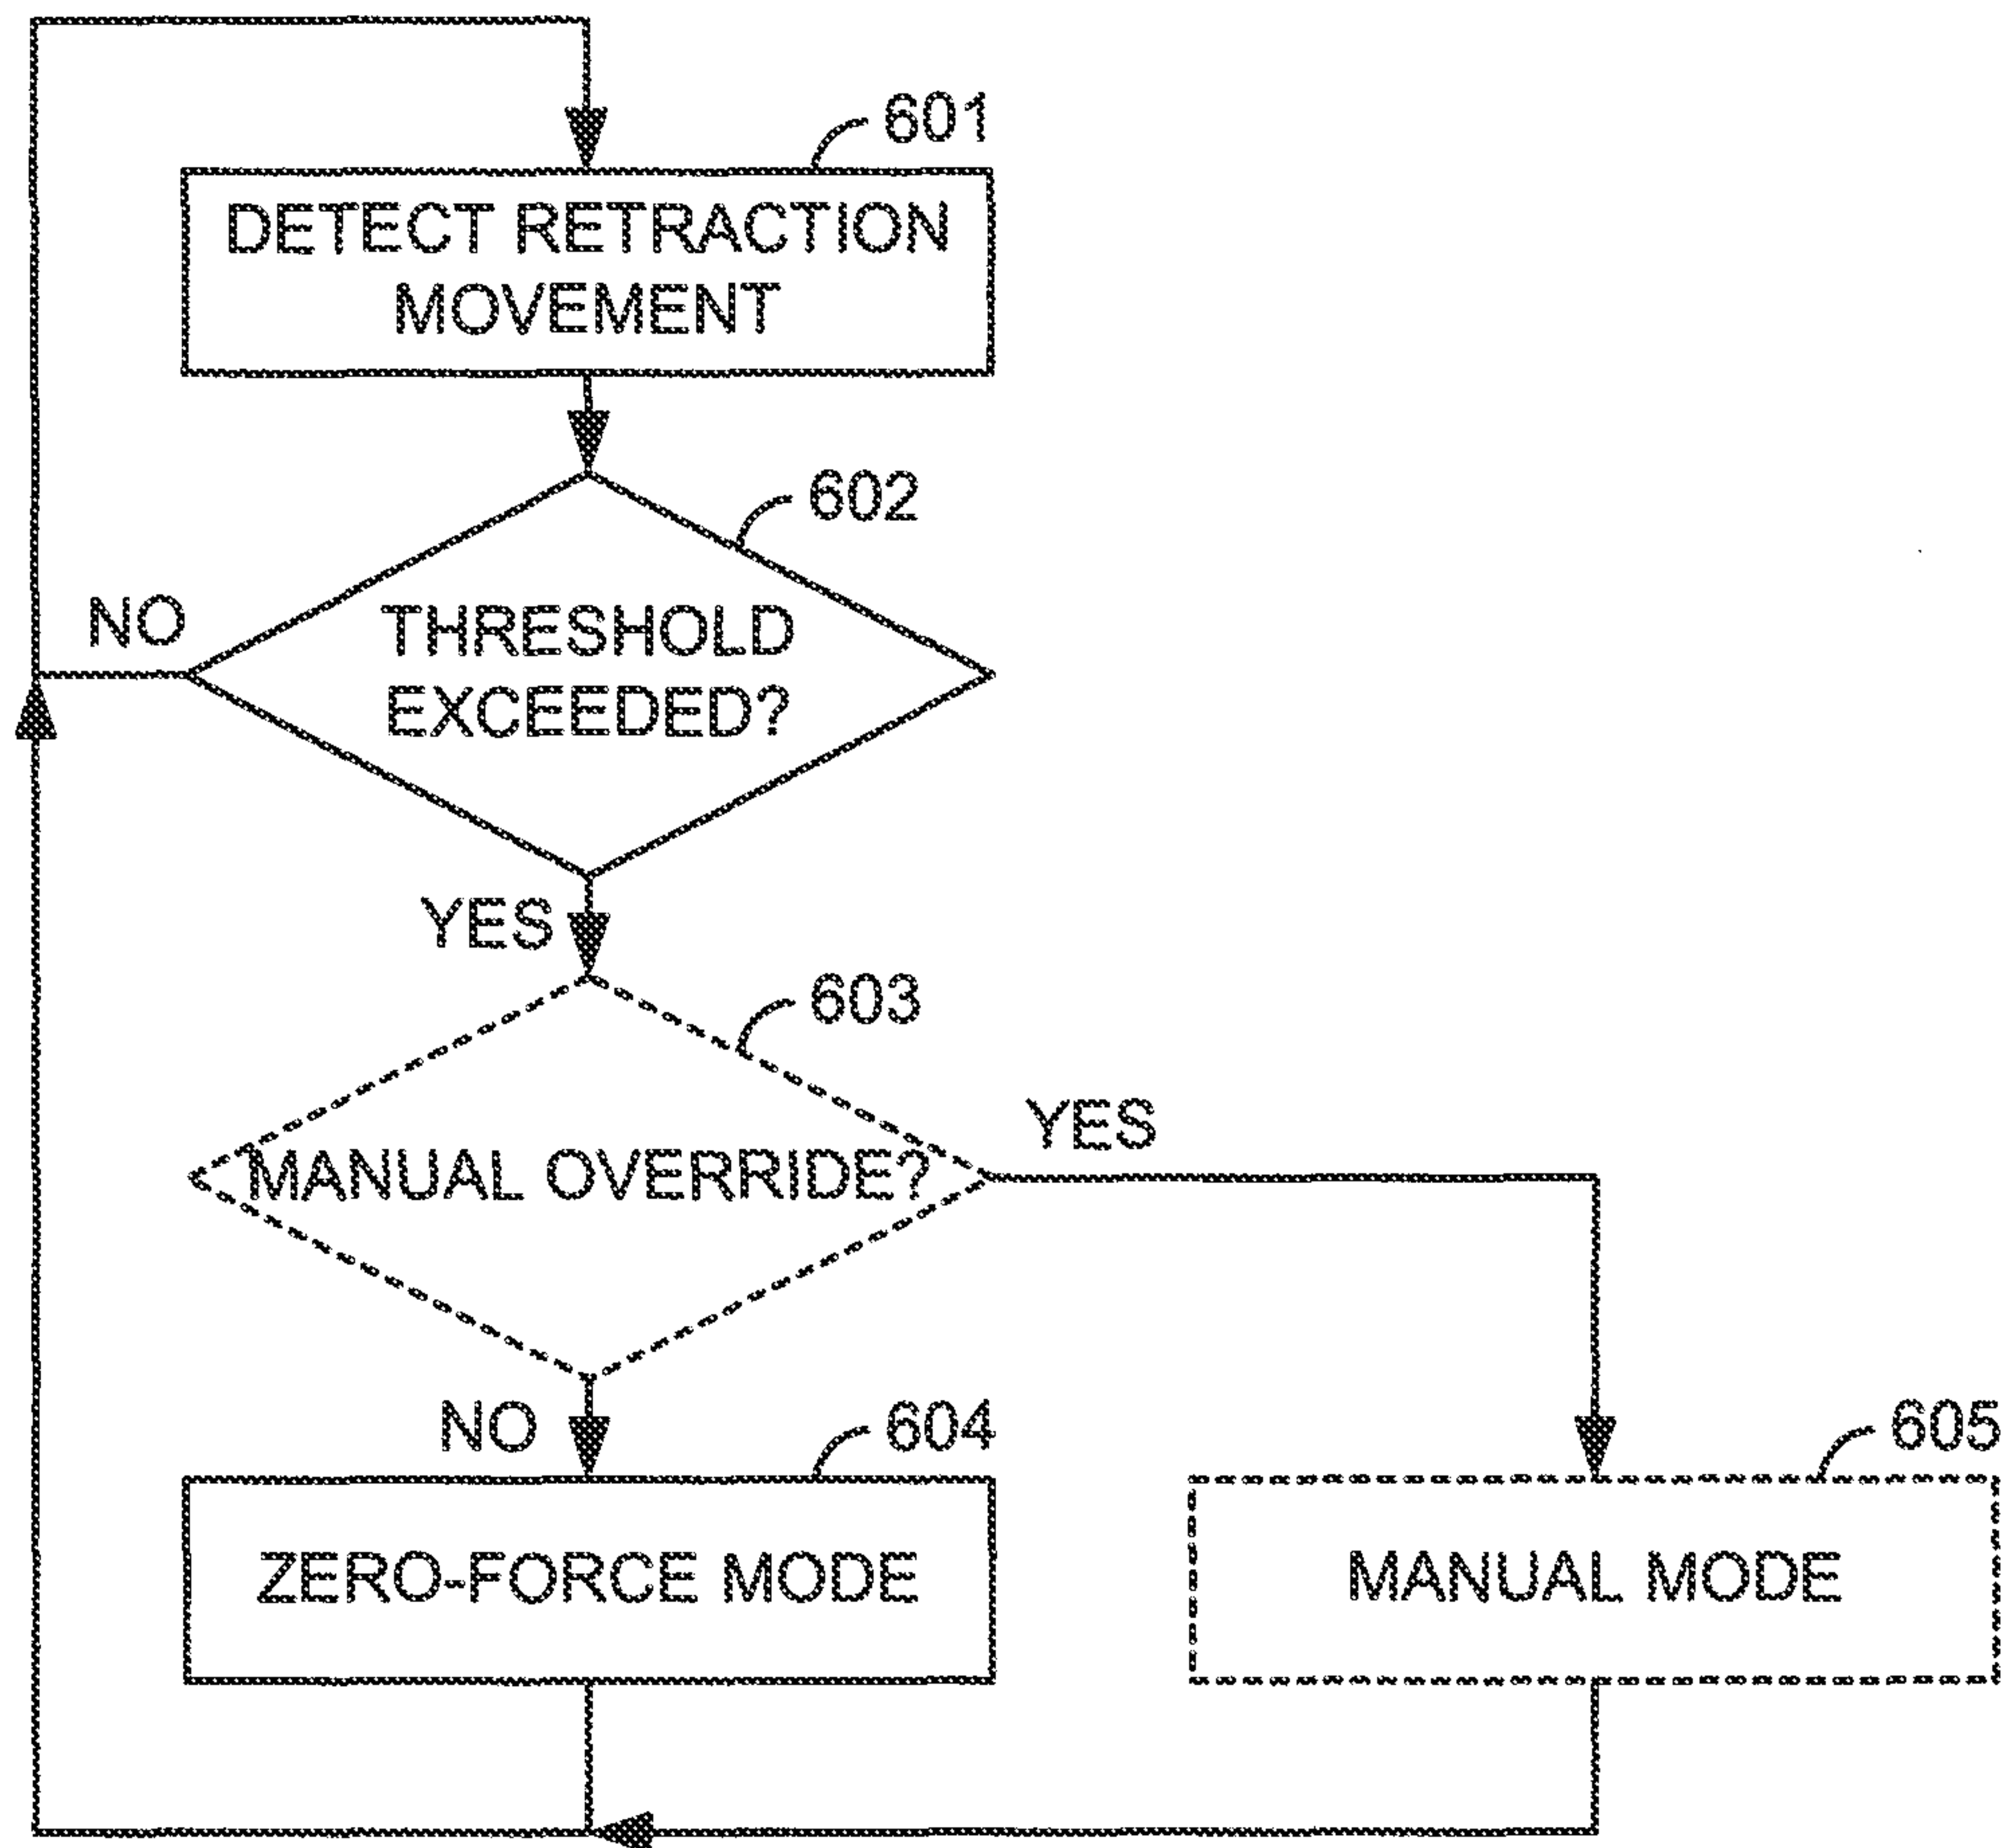 601
DETECT RETRACTION
MOVEMENT
602
NO
THRESHOLD
EXCEEDED?
YES
603
MANUAL OVERRIDE?
YES
NO
604
605
ZERO-FORCE MODE
MANUAL MODE